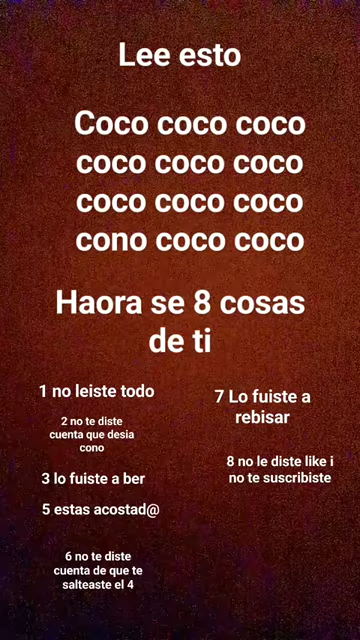 Lee esto
Coco coco coco
coco coco coco
coco coco coco
cono coco coco
Haora se 8 cosas
de ti
1 no leiste todo
2 no te diste
cuenta que desia
cono
3 lo fuiste a ber
5 estas acostad@
6 no te diste
cuenta de que te
salteaste el 4
7 Lo fuiste a
rebisar
8 no le diste like i
no te suscribiste